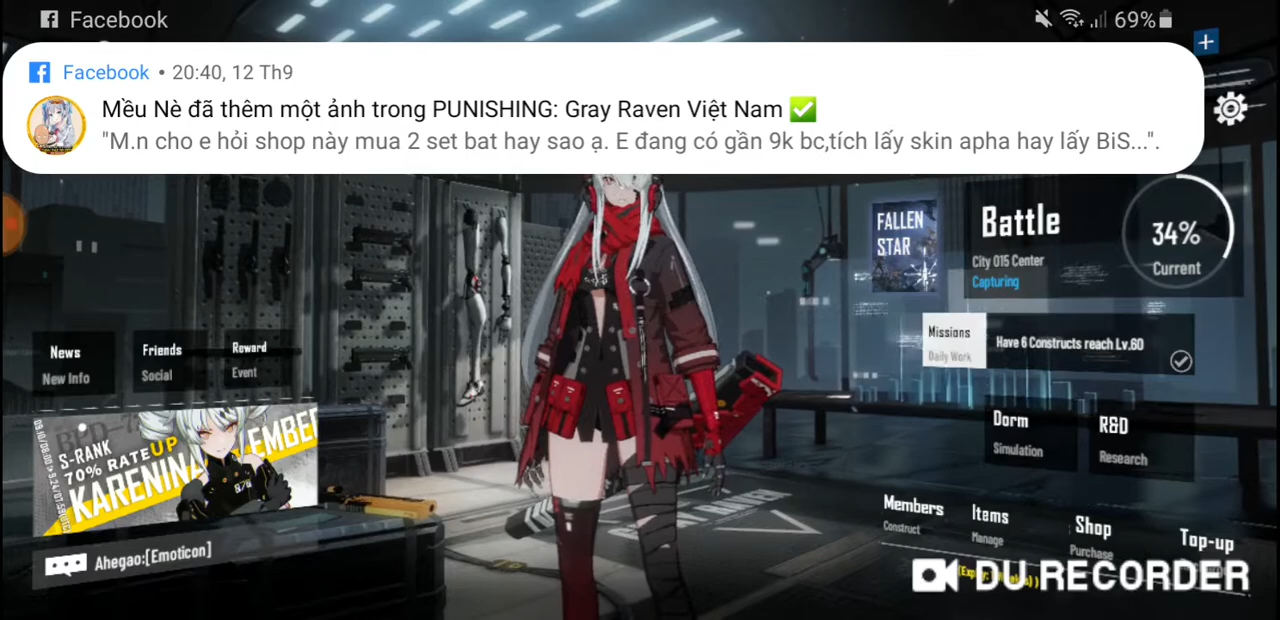 Facebook
69%
Facebook • 20:40, 12 Th9
Mều Nè đã thêm một ảnh trong PUNISHING: Gray Raven Việt Nam ✅
"M.n cho e hỏi shop này mua 2 set bat hay sao ạ. E đang có gần 9k bc,tích lấy skin apha hay lấy BiS...".
FALLEN
STAR
Battle
City 015 Center
Capturing
34%
Current
Missions
Daily Work
Have 6 Constructs reach Lv.60
News
New Info
Friends
Social
Reward
Event
S-RANK
70% RATE UP
KARENINA
EMBER
Dorm
Simulation
R&D
Research
Members
Construct
Items
Manage
Shop
Purchase
Top-up
Ahegao:[Emoticon]
DU RECORDER